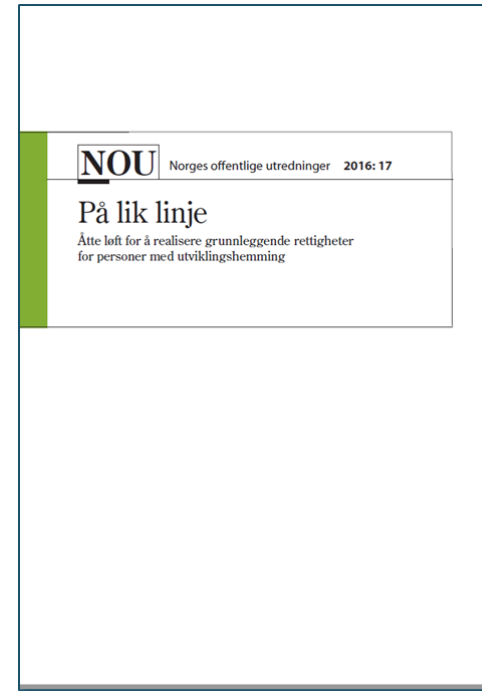 NOU Norges offentlige utredninger 2016: 17
På lik linje
Åtte løft for å realisere grunnleggende rettigheter
for personer med utviklingshemming